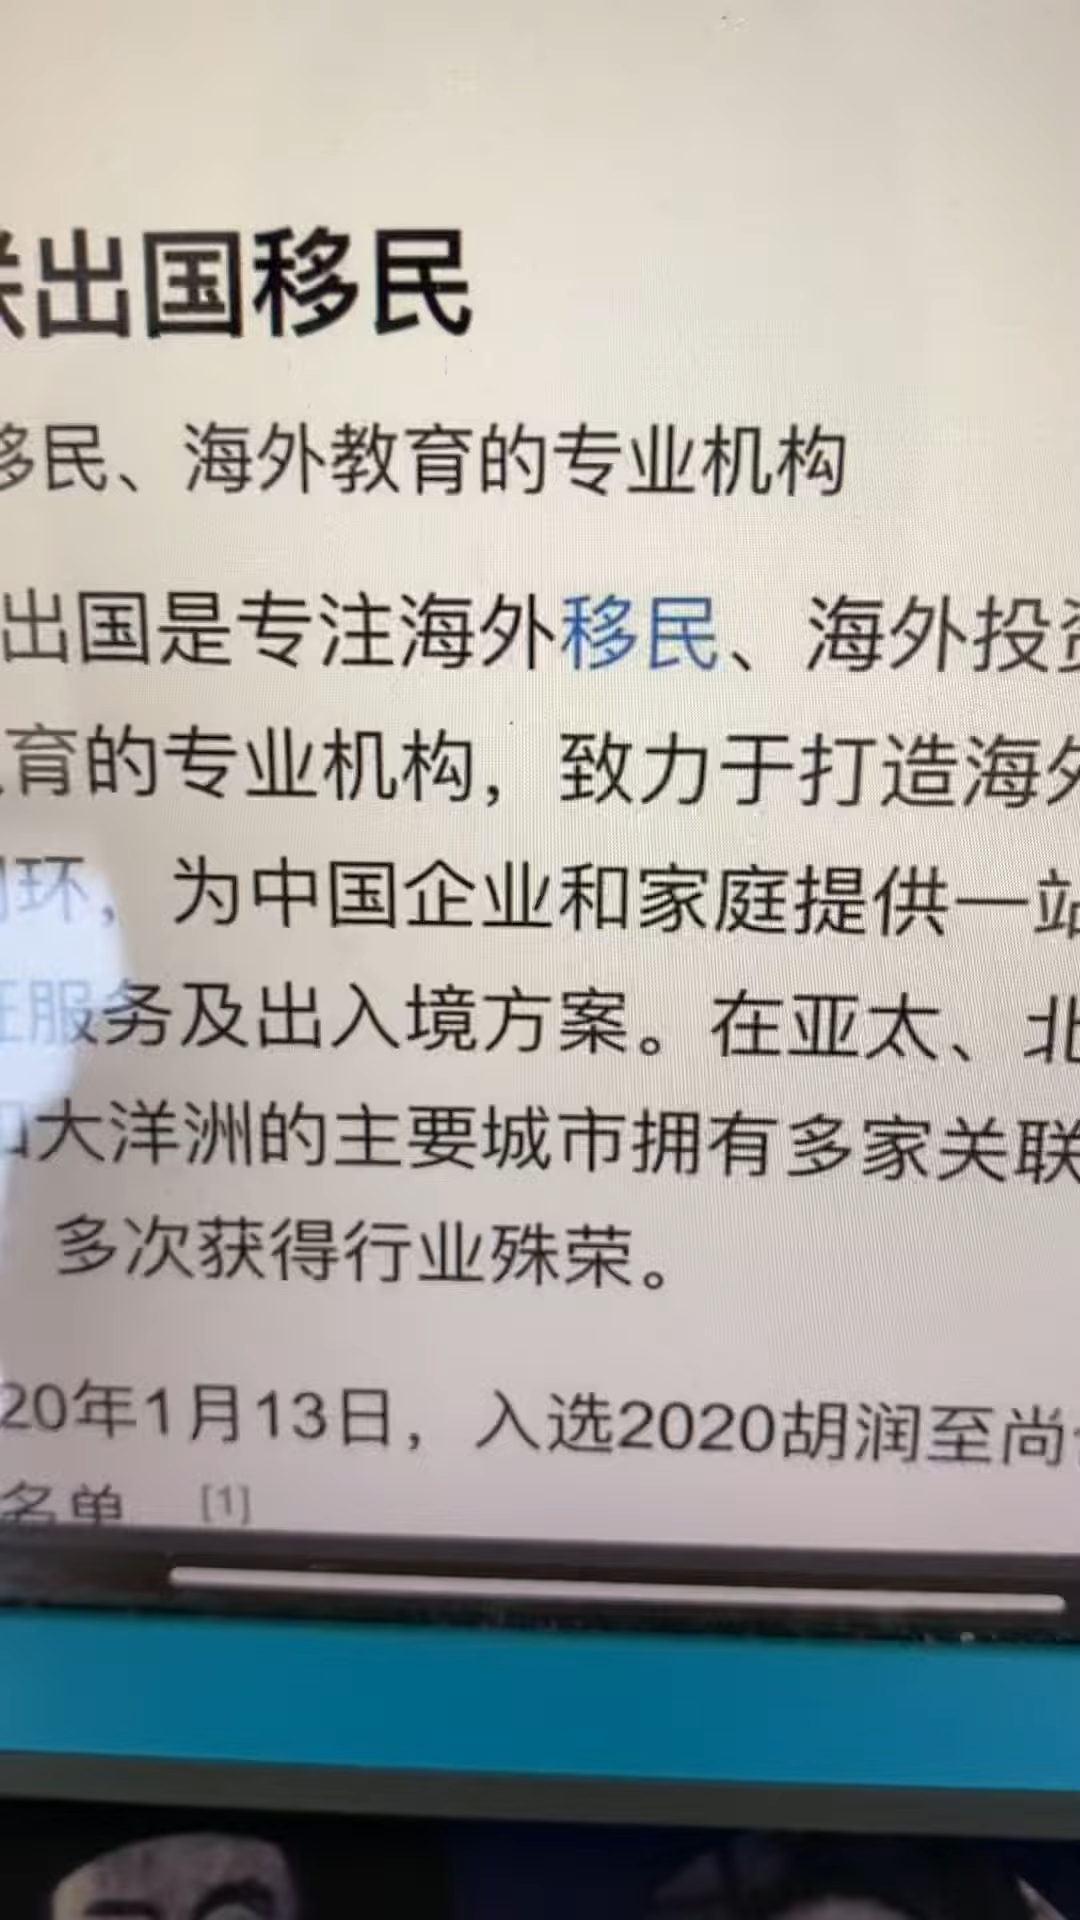 出国移民
移民、海外教育的专业机构
出国是专注海外移民、海外投资
育的专业机构，致力于打造海外
环，为中国企业和家庭提供一站
服务及出入境方案。在亚太、北
和大洋洲的主要城市拥有多家关联
多次获得行业殊荣。
20年1月13日，入选2020胡润至尚
名单 [1]